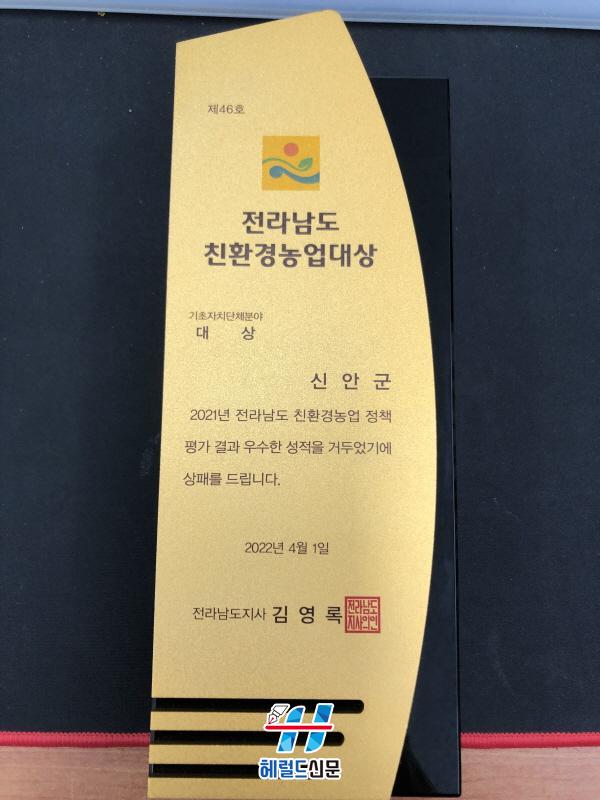 제46호
전라남도
친환경농업대상
기초자치단체분야
대 상
신 안 군
2021년 전라남도 친환경농업 정책
평가 결과 우수한 성적을 거두었기에
상패를 드립니다.
2022년 4월 1일
전라남도지사 김 영 록
전라남도
지사의인
헤럴드신문